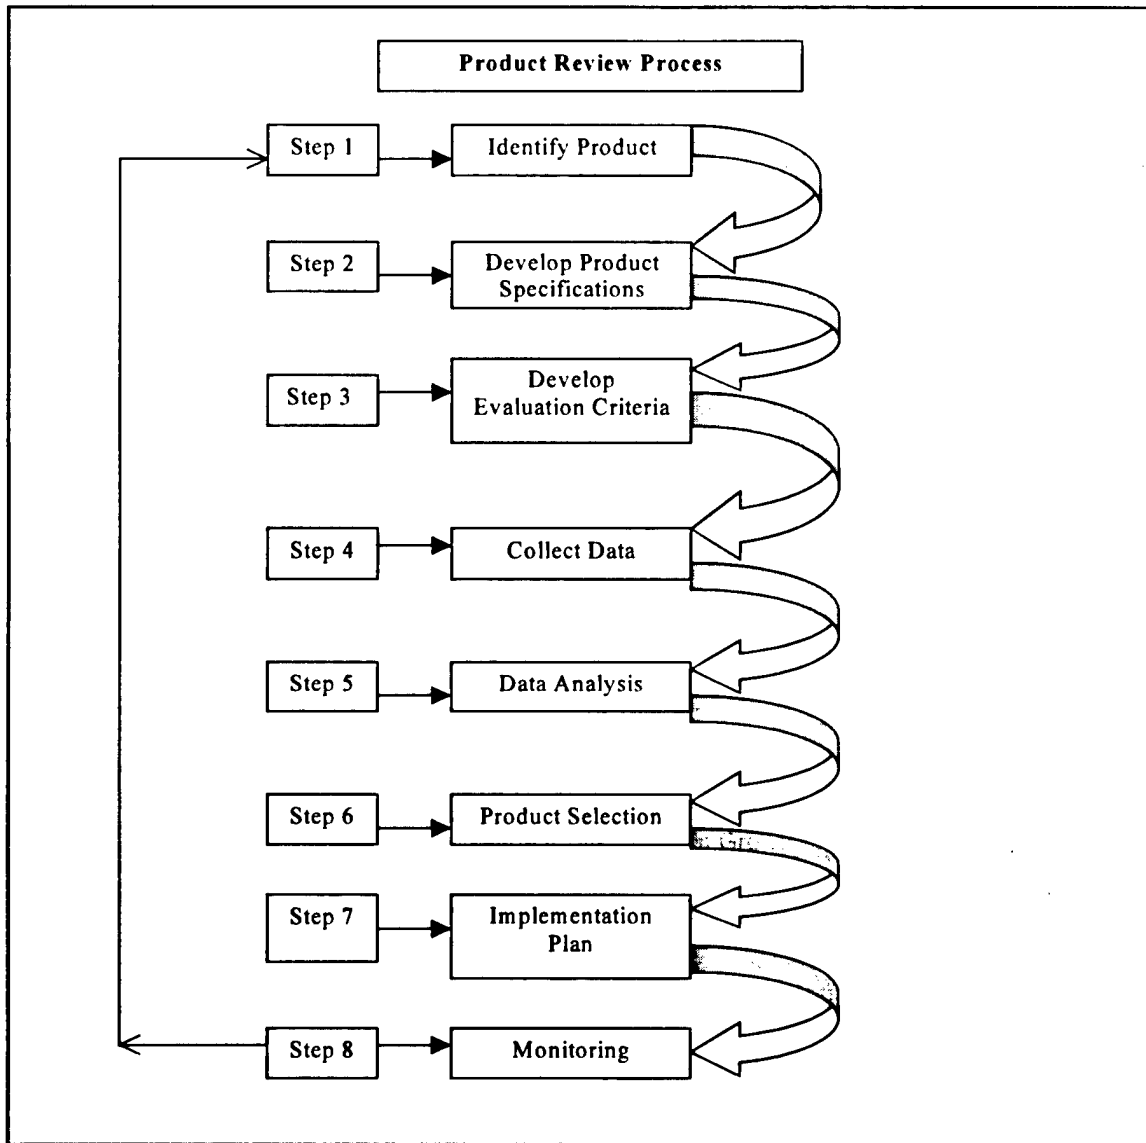 Product Review Process
Step 1
Identify Product
Step 2
Develop Product
Specifications
Step 3
Develop
Evaluation Criteria
Step 4
Collect Data
Step 5
Data Analysis
Step 6
Product Selection
Step 7
Implementation
Plan
Step 8
Monitoring